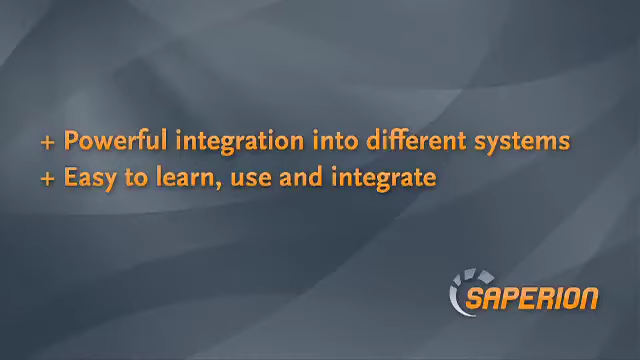 + Powerful integration into different systems
+ Easy to learn, use and integrate
SAPERION